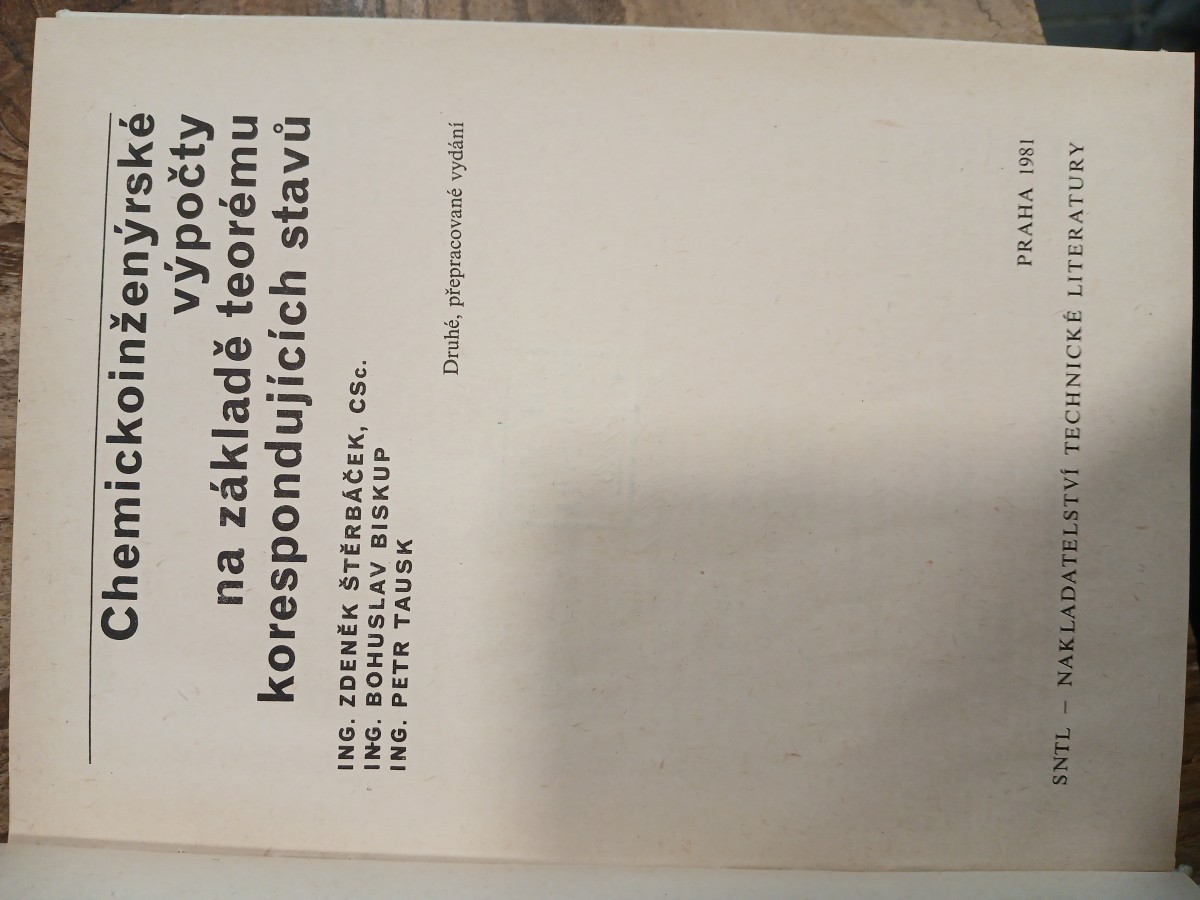 Chemickoinženýrské
výpočty
na základě teorému
korespondujících stavů
ING. ZDENĚK ŠTĚRBÁČEK, CSc.
ING. BOHUSLAV BISKUP
ING. PETR TAUSK
Druhé, přepracované vydání
PRAHA 1981
SNTL – NAKLADATELSTVÍ TECHNICKÉ LITERATURY